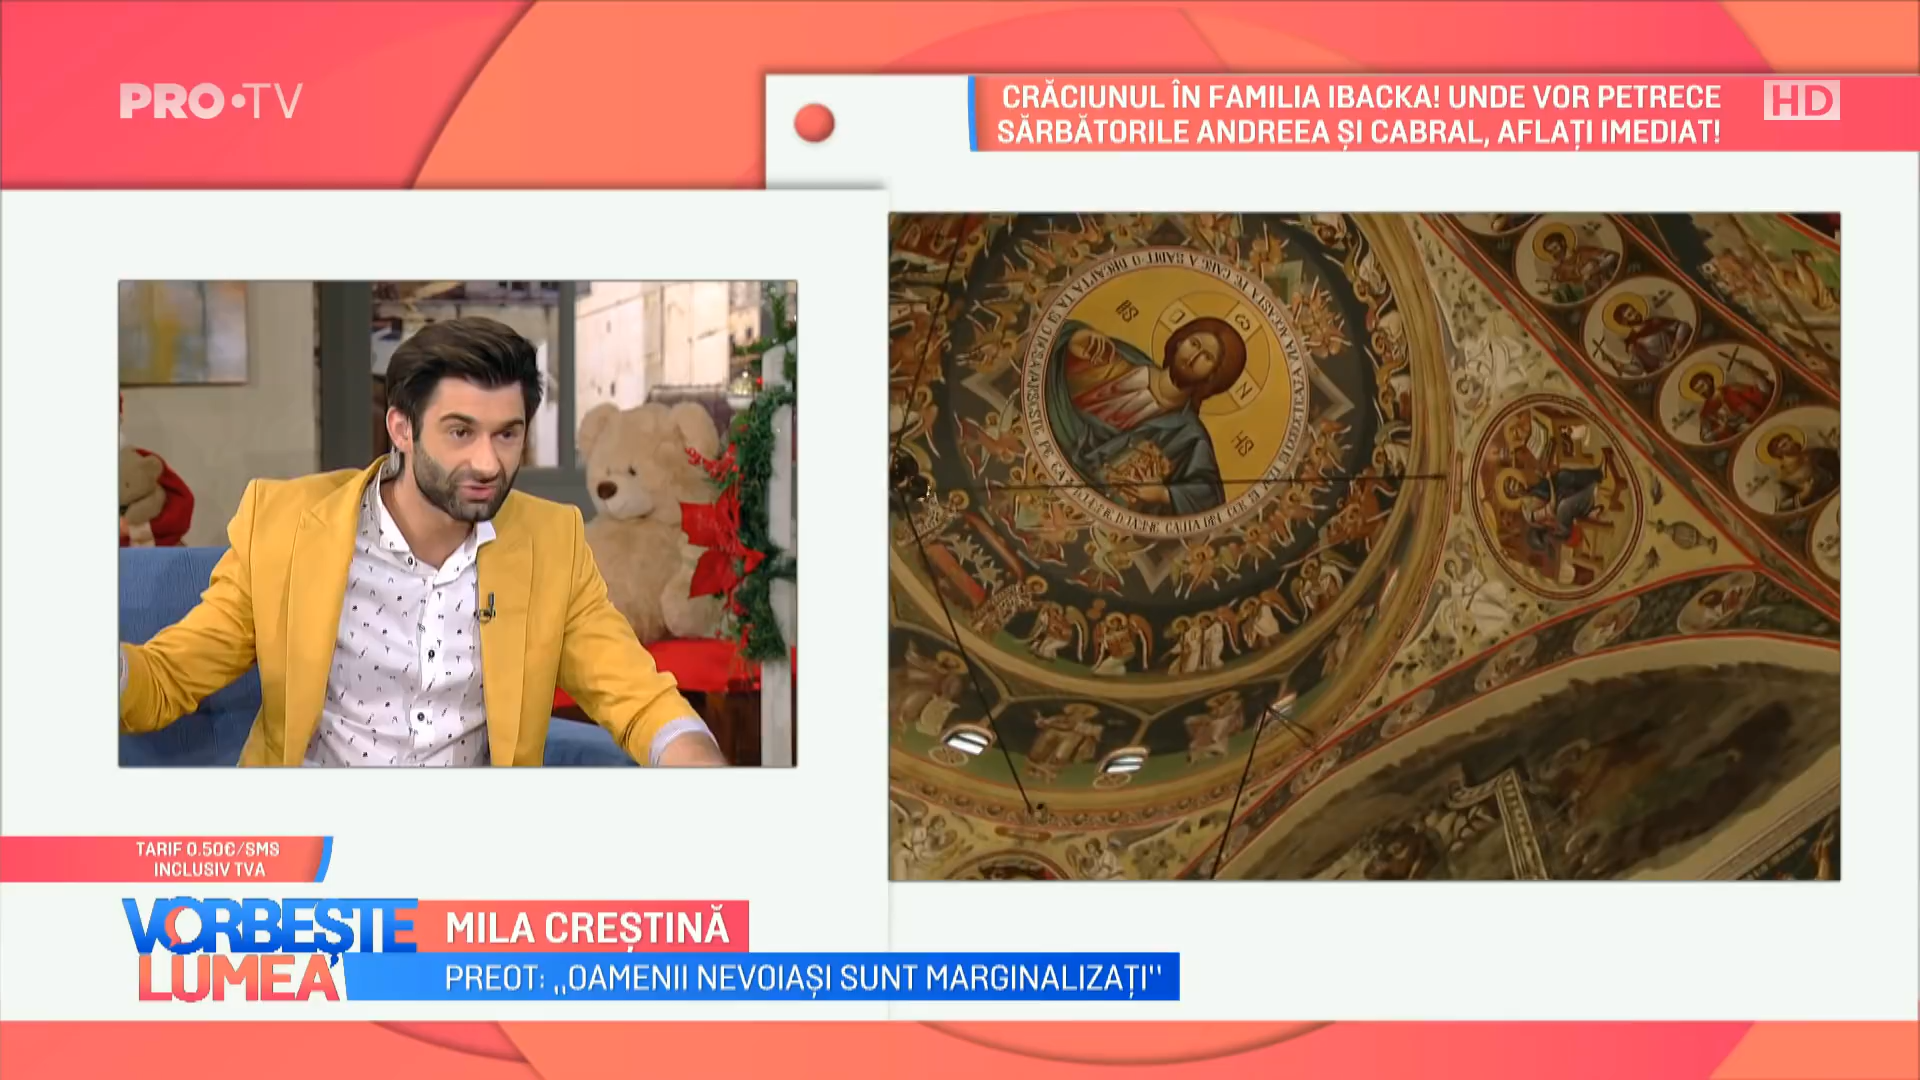 PRO•TV
CRĂCIUNUL ÎN FAMILIA IBACKA! UNDE VOR PETRECE
SĂRBĂTORILE ANDREEA ȘI CABRAL, AFLAȚI IMEDIAT!
HD
TARIF 0.50€/SMS
INCLUSIV TVA
VORBEȘTE
LUMEA
MILA CREȘTINĂ
PREOT: „OAMENII NEVOIAȘI SUNT MARGINALIZAȚI''